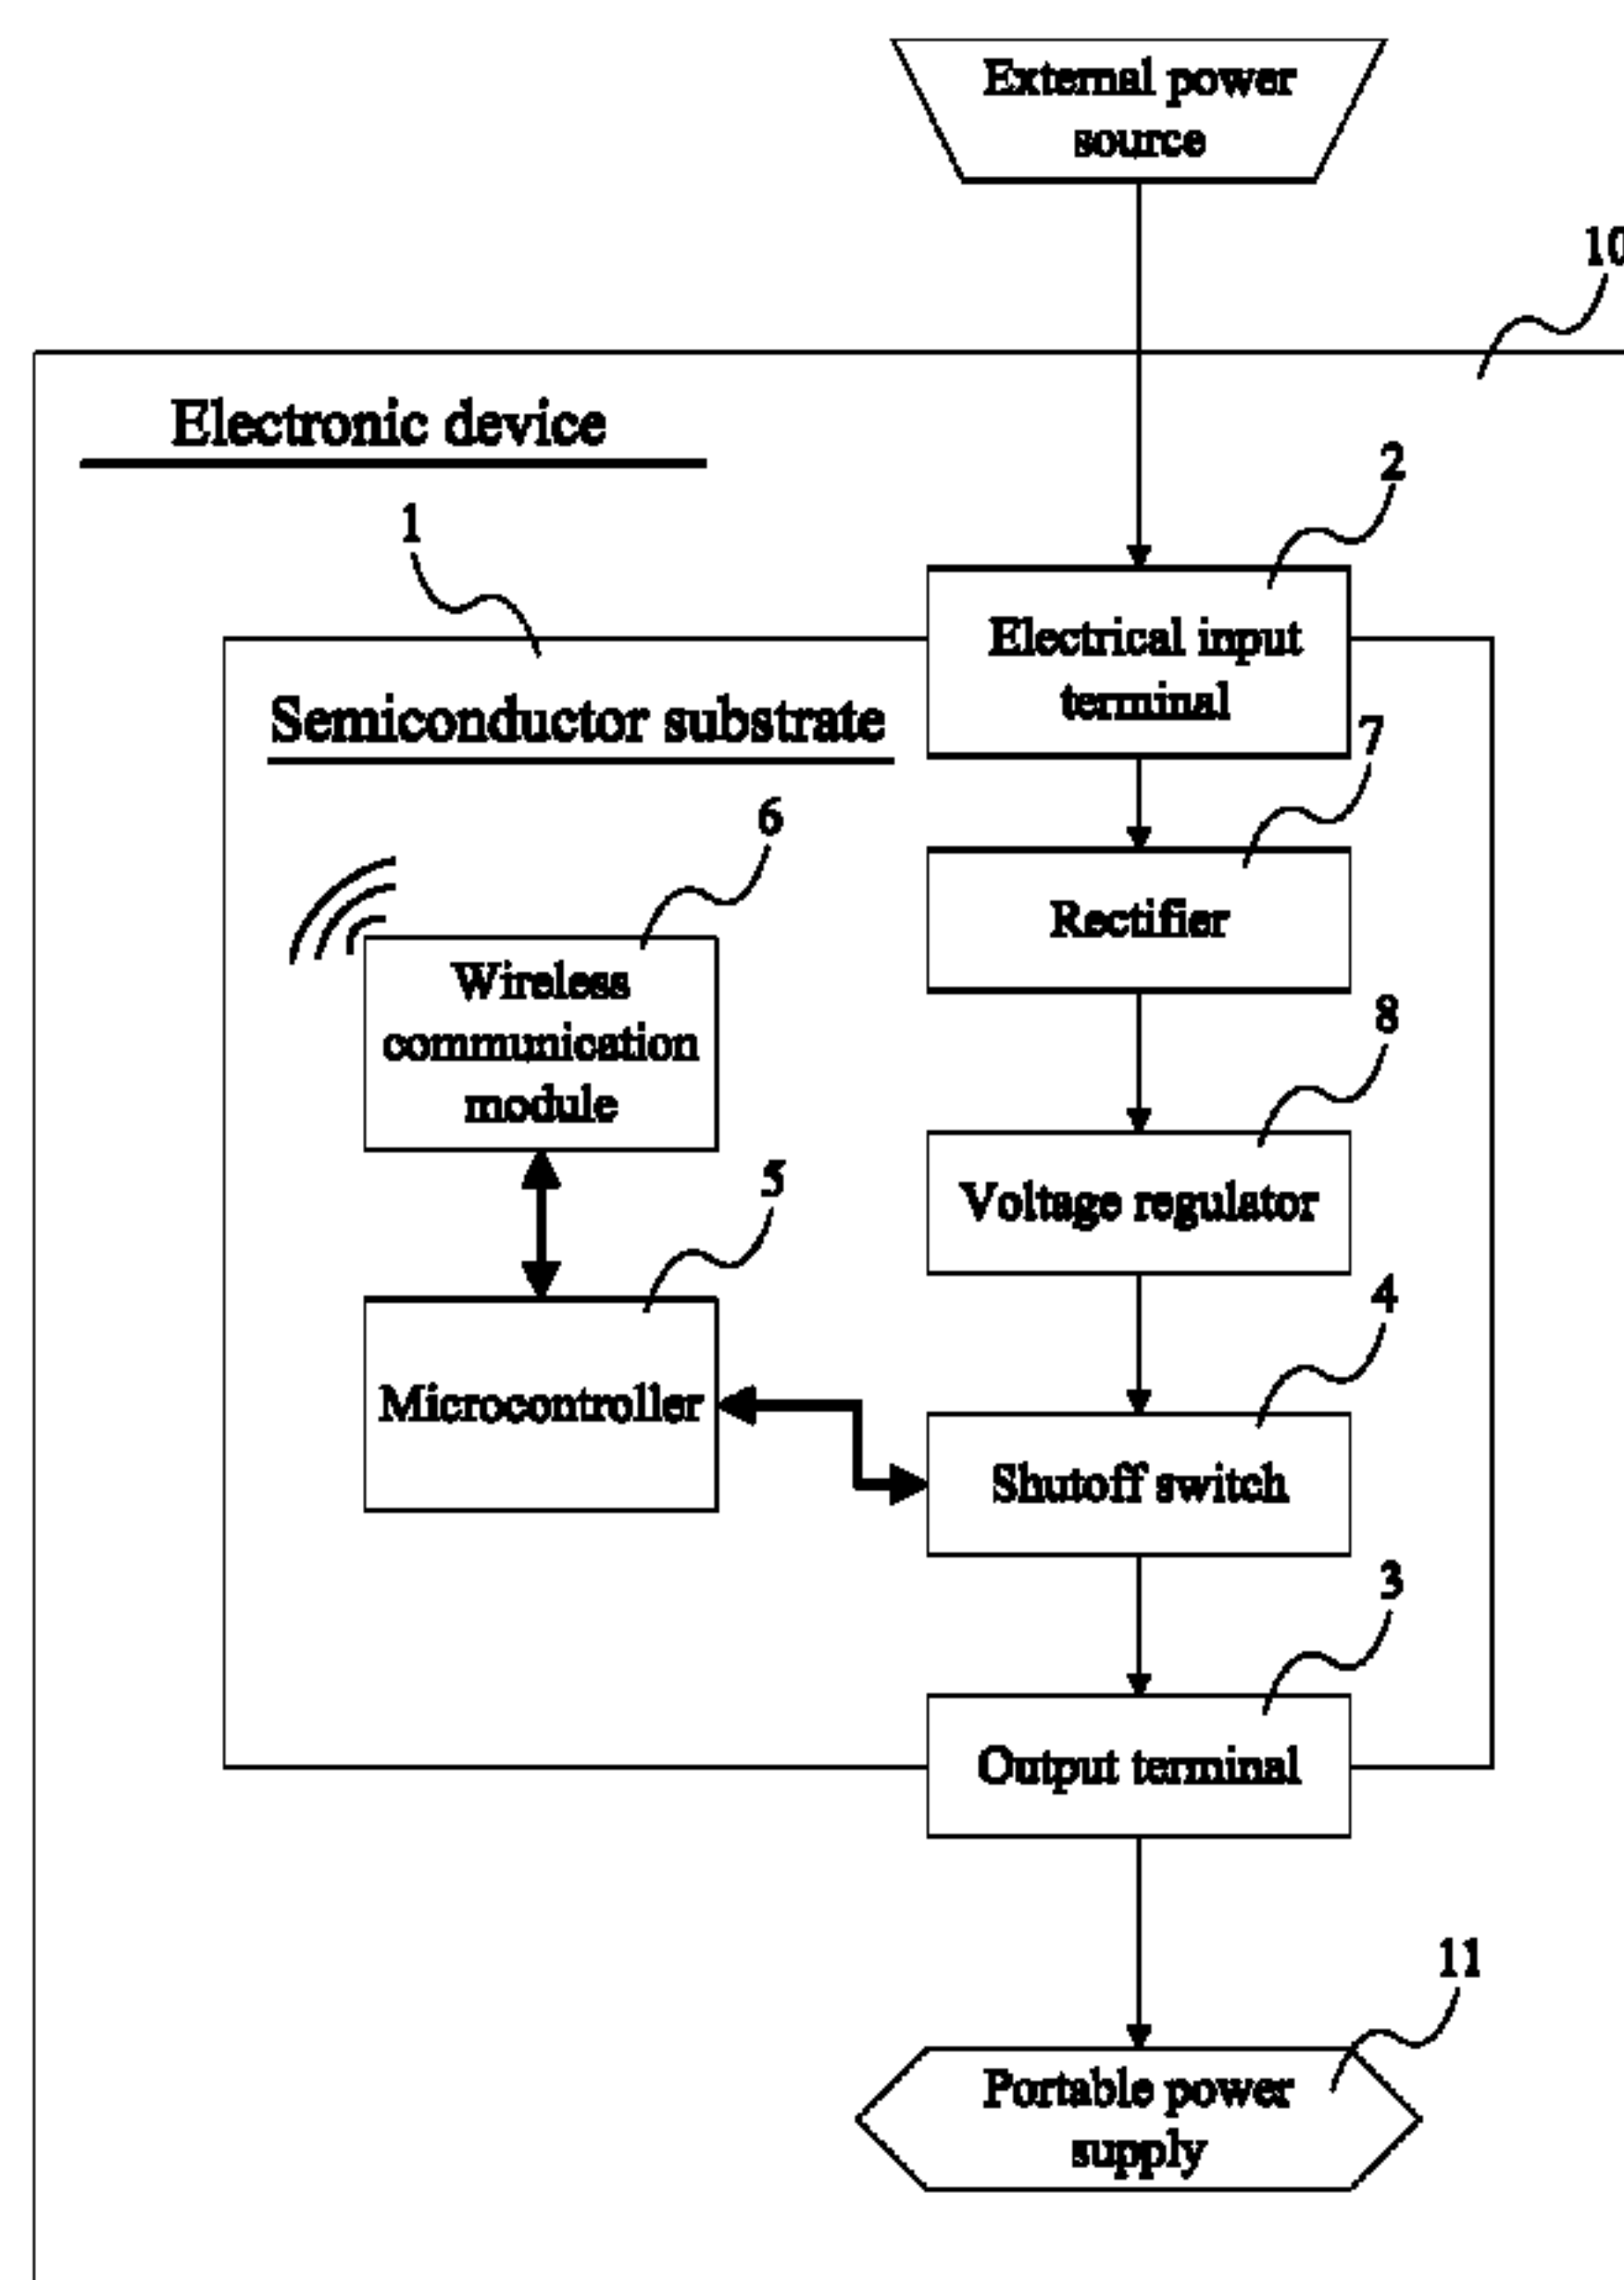 External power
source
10
Electronic device
2
1
Electrical input
terminal
Semiconductor substrate
7
6
Rectifier
Wireless
communication
module
8
5
Voltage regulator
4
Microcontroller
Shutoff switch
3
Output terminal
11
Portable power
supply